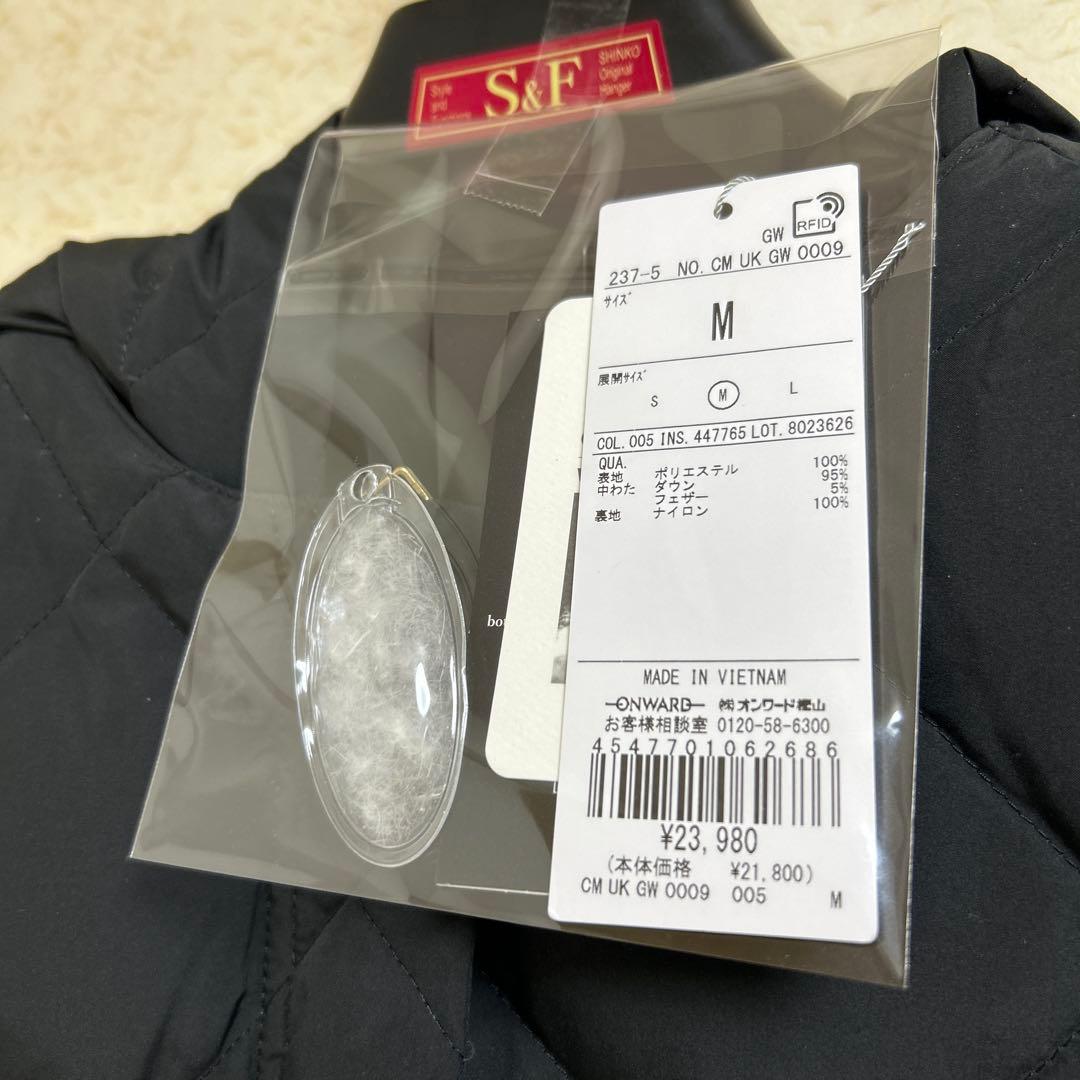 Style
and
S&F
SHINKO
Original
Hanger
GW RFID
237-5 NO. CM UK GW 0009
サイズ
M
展開サイズ
S M L
COL. 005 INS. 447765 LOT. 8023626
QUA.
表地 ポリエステル 100%
中わた ダウン 95%
フェザー 5%
裏地 ナイロン 100%
MADE IN VIETNAM
ONWARD ㈱オンワード樫山
お客様相談室 0120-58-6300
4547701062686
¥23,980
(本体価格 ¥21,800)
CM UK GW 0009 005 M